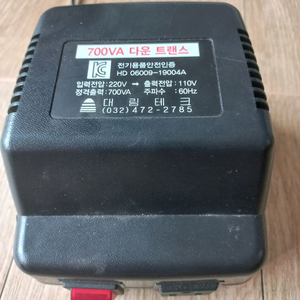 700VA 다운 트랜스
전기용품안전인증
HD 06009-19004A
입력전압:220V → 출력전압:110V
정격출력:700VA 주파수:60Hz
대림테크
(032)472-2785